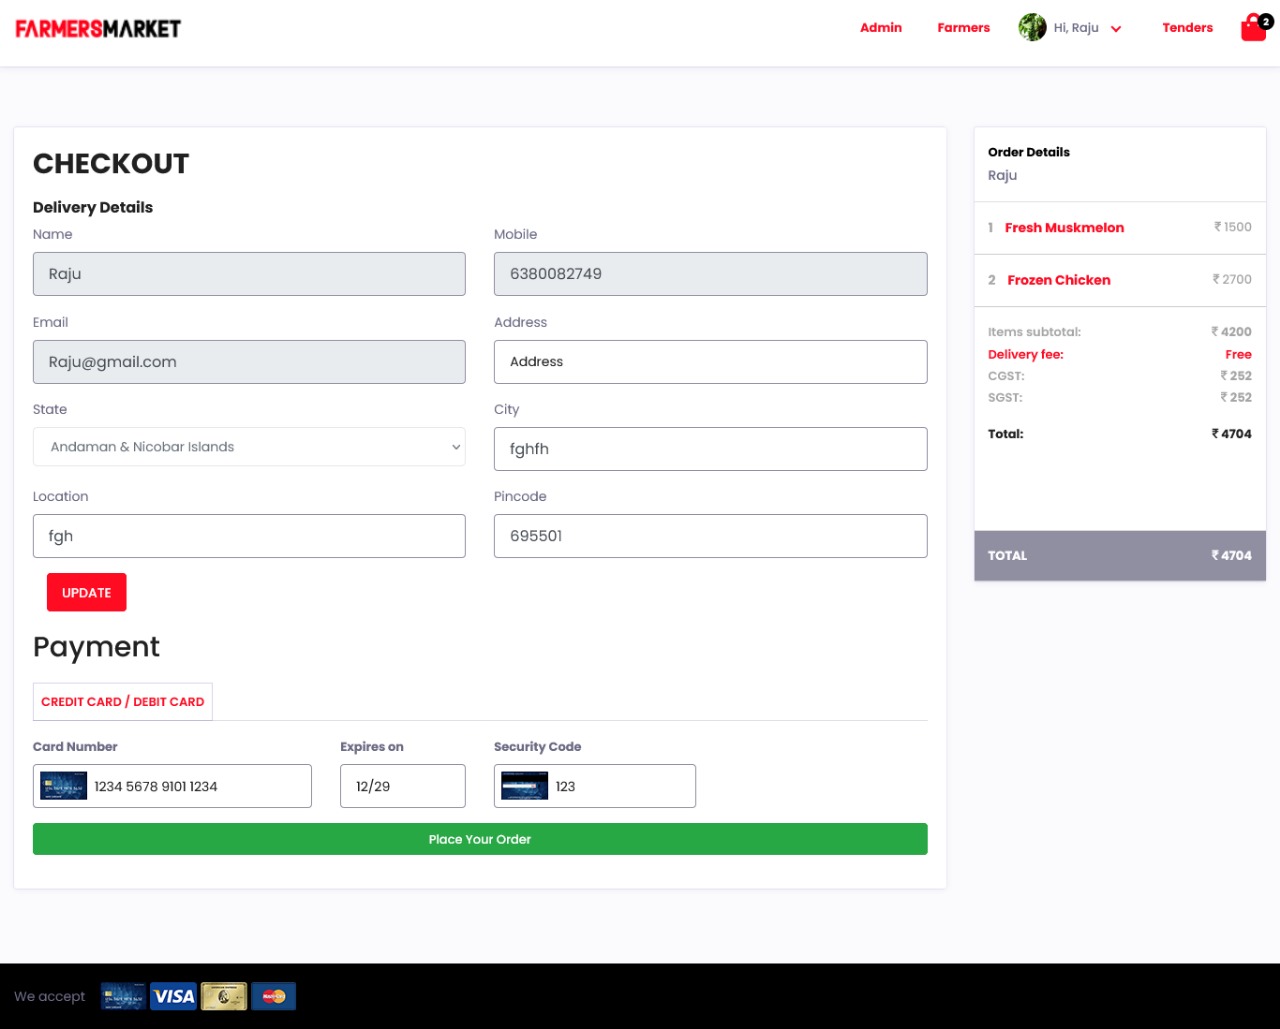 FARMERSMARKET
Admin
Farmers
Hi, Raju
Tenders
2
CHECKOUT
Delivery Details
Name
Mobile
Raju
6380082749
Email
Address
Raju@gmail.com
Address
State
City
Andaman & Nicobar Islands
fghfh
Location
Pincode
fgh
695501
UPDATE
Payment
CREDIT CARD / DEBIT CARD
Card Number
Expires on
Security Code
1234 5678 9101 1234
12/29
123
Place Your Order
Order Details
Raju
1 Fresh Muskmelon ₹ 1500
2 Frozen Chicken ₹ 2700
Items subtotal: ₹ 4200
Delivery fee: Free
CGST: ₹ 252
SGST: ₹ 252
Total: ₹ 4704
TOTAL ₹ 4704
We accept
VISA